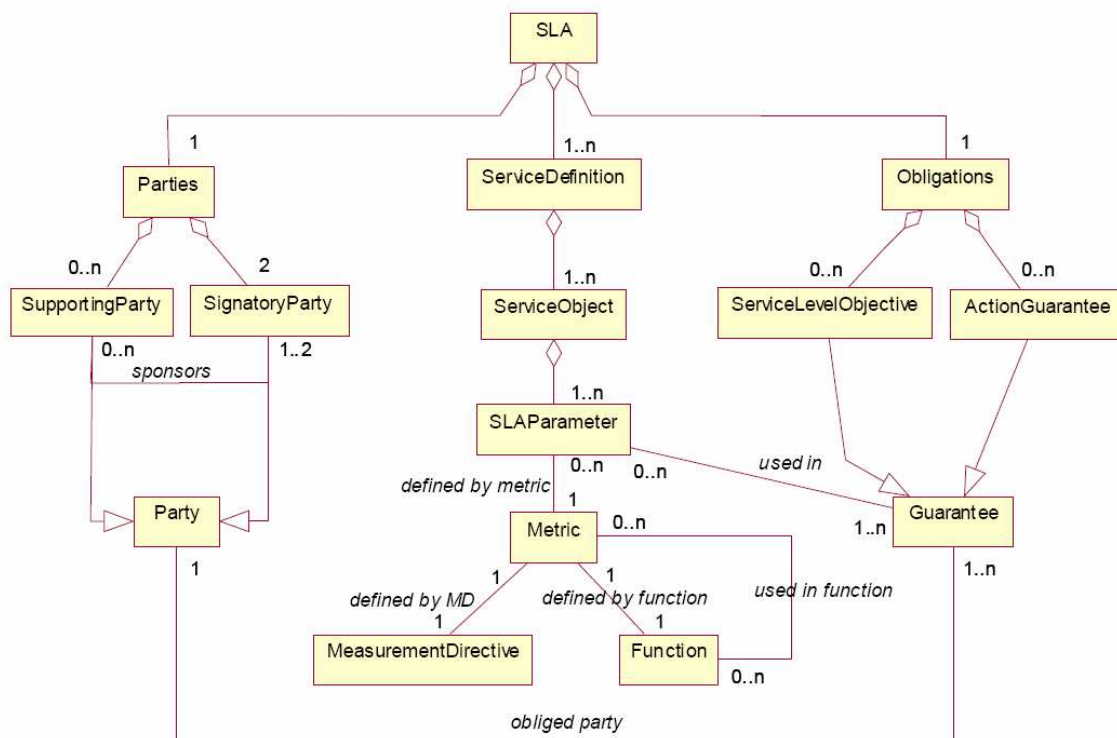 SLA
1
1..n
1
Parties
ServiceDefinition
Obligations
0..n
2
1..n
0..n
0..n
SupportingParty
SignatoryParty
ServiceObject
ServiceLevelObjective
ActionGuarantee
0..n
1..2
sponsors
1..n
SLAParameter
0..n
0..n
used in
defined by metric
1
Party
Metric
0..n
1..n
Guarantee
1
1
1
1..n
defined by MD
defined by function
used in function
1
1
MeasurementDirective
Function
0..n
obliged party